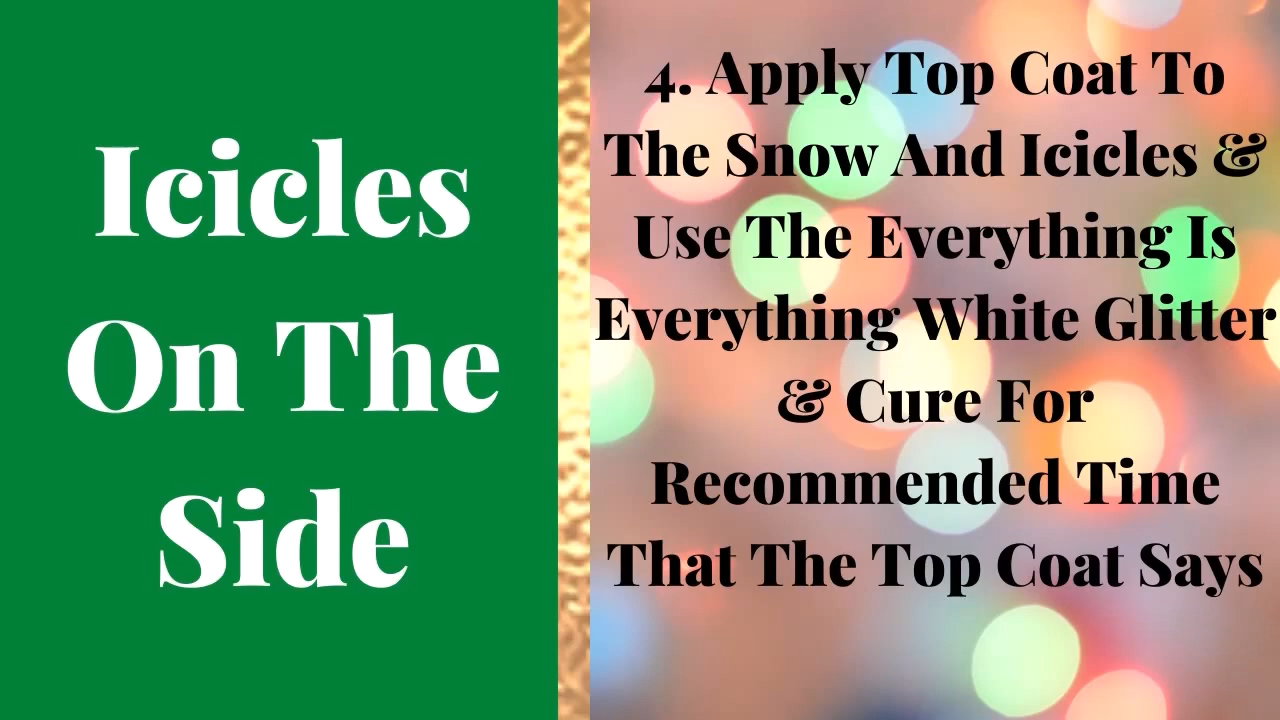 Icicles
On The
Side
4. Apply Top Coat To
The Snow And Icicles &
Use The Everything Is
Everything White Glitter
& Cure For
Recommended Time
That The Top Coat Says